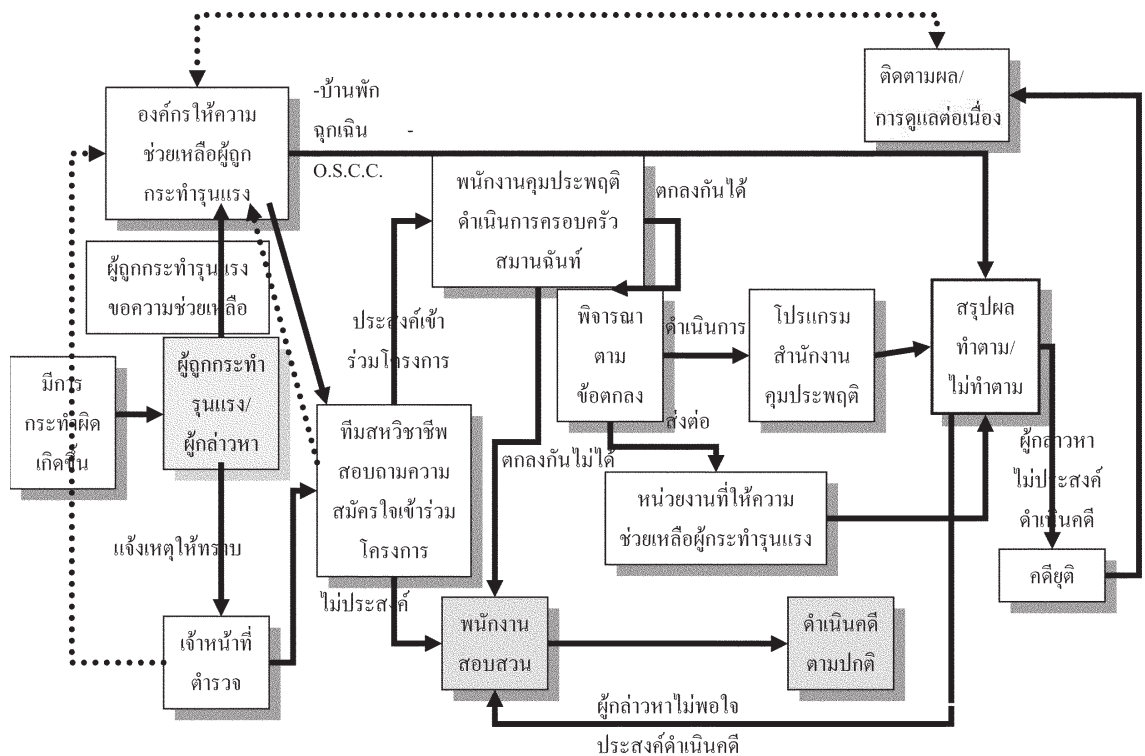 ติดตามผล/
การดูแลต่อเนื่อง
องค์กรให้ความ
ช่วยเหลือผู้ถูก
กระทำรุนแรง
-บ้านพัก
ฉุกเฉิน -
O.S.C.C.
พนักงานคุมประพฤติ
ดำเนินการครอบครัว
สมานฉันท์
ตกลงกันได้
ผู้ถูกกระทำรุนแรง
ขอความช่วยเหลือ
ประสงค์เข้า
ร่วมโครงการ
พิจารณา
ตาม
ข้อตกลง
ดำเนินการ
โปรแกรม
สำนักงาน
คุมประพฤติ
สรุปผล
ทำตาม/
ไม่ทำตาม
มีการ
กระทำผิด
เกิดขึ้น
ผู้ถูกกระทำ
รุนแรง/
ผู้กล่าวหา
ทีมสหวิชาชีพ
สอบถามความ
สมัครใจเข้าร่วม
โครงการ
ตกลงกันไม่ได้
ส่งต่อ
หน่วยงานที่ให้ความ
ช่วยเหลือผู้กระทำรุนแรง
ผู้กล่าวหา
ไม่ประสงค์
ดำเนินคดี
แจ้งเหตุให้ทราบ
ไม่ประสงค์
คดียุติ
เจ้าหน้าที่
ตำรวจ
พนักงาน
สอบสวน
ดำเนินคดี
ตามปกติ
ผู้กล่าวหาไม่พอใจ
ประสงค์ดำเนินคดี